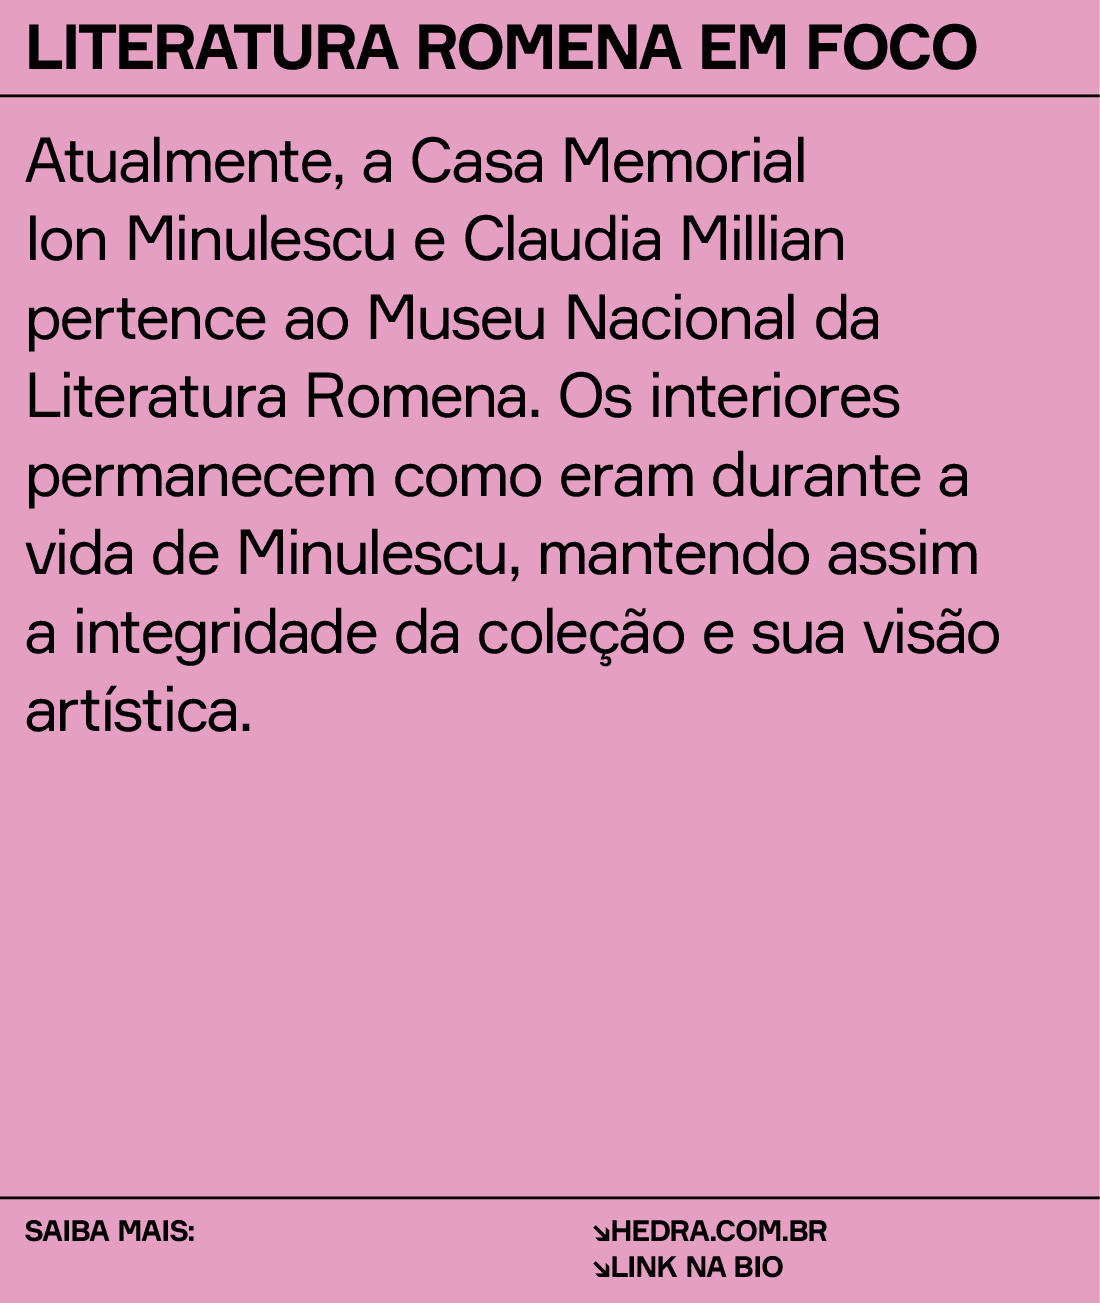 LITERATURA ROMENA EM FOCO
Atualmente, a Casa Memorial
Ion Minulescu e Claudia Millian
pertence ao Museu Nacional da
Literatura Romena. Os interiores
permanecem como eram durante a
vida de Minulescu, mantendo assim
a integridade da coleção e sua visão
artística.
SAIBA MAIS:
↘HEDRA.COM.BR
↘LINK NA BIO